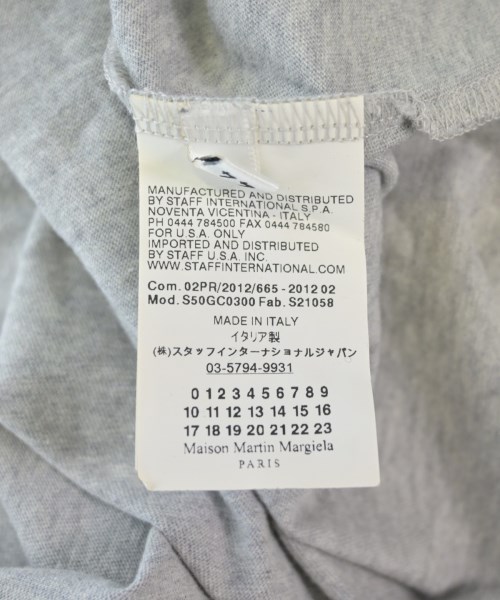 MANUFACTURED AND DISTRIBUTED
BY STAFF INTERNATIONAL S.P.A.
NOVENTA VICENTINA - ITALY
PH 0444 784500 FAX 0444 784580
FOR U.S.A. ONLY
IMPORTED AND DISTRIBUTED
BY STAFF U.S.A. INC.
WWW.STAFFINTERNATIONAL.COM
Com. 02PR/2012/665 - 2012 02
Mod. S50GC0300 Fab. S21058
MADE IN ITALY
イタリア製
(株)スタッフインターナショナルジャパン
03-5794-9931
0 1 2 3 4 5 6 7 8 9
10 11 12 13 14 15 16
17 18 19 20 21 22 23
Maison Martin Margiela
PARIS